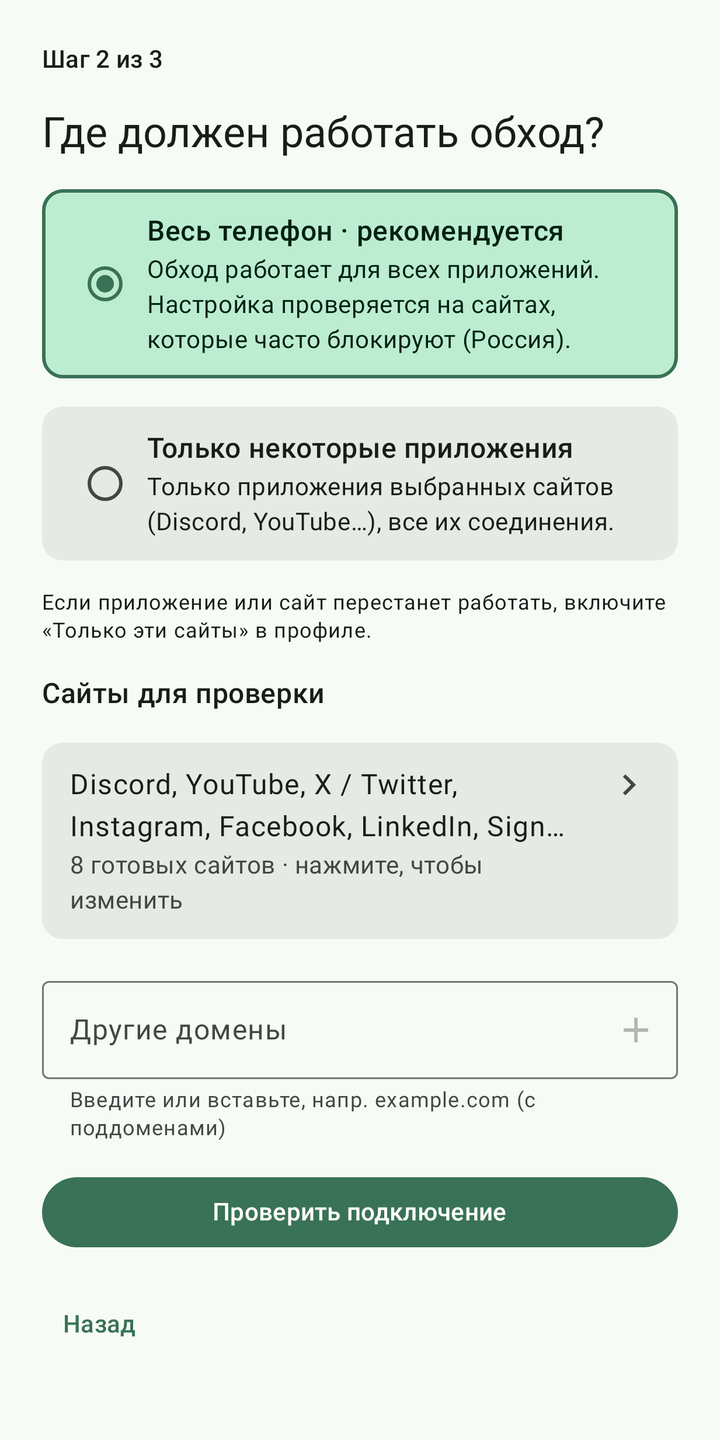 Шаг 2 из 3
Где должен работать обход?
Весь телефон · рекомендуется
Обход работает для всех приложений.
Настройка проверяется на сайтах,
которые часто блокируют (Россия).
Только некоторые приложения
Только приложения выбранных сайтов
(Discord, YouTube…), все их соединения.
Если приложение или сайт перестанет работать, включите
«Только эти сайты» в профиле.
Сайты для проверки
Discord, YouTube, X / Twitter,
Instagram, Facebook, LinkedIn, Sign…
8 готовых сайтов · нажмите, чтобы
изменить
Другие домены
Введите или вставьте, напр. example.com (с
поддоменами)
Проверить подключение
Назад